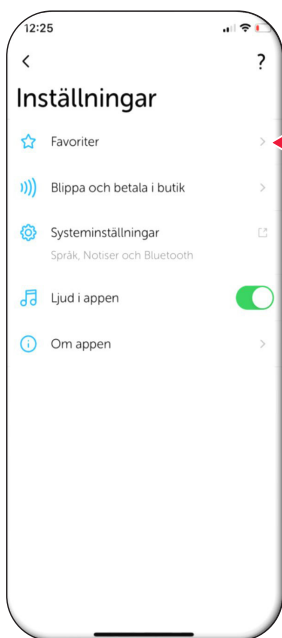 12:25
?
Inställningar
Favoriter
Blippa och betala i butik
Systeminställningar
Språk, Notiser och Bluetooth
Ljud i appen
Om appen